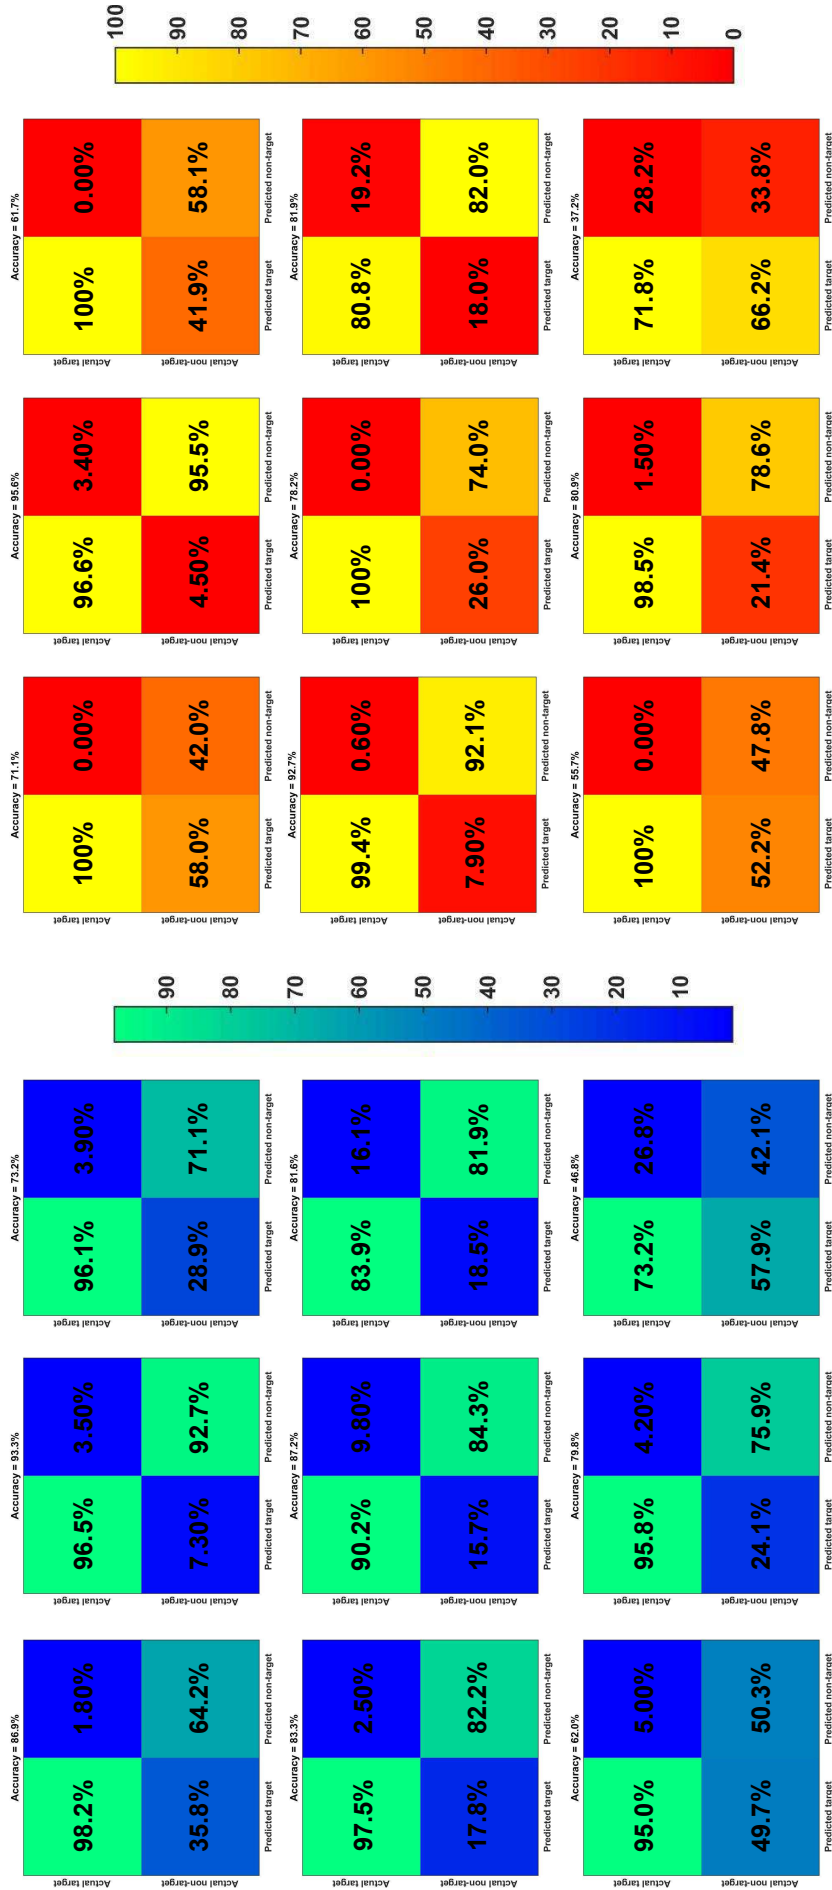 Accuracy = 86.9%
Actual target
98.2% 1.80%
Actual non-target
35.8% 64.2%
Predicted target Predicted non-target
Accuracy = 93.3%
Actual target
96.5% 3.50%
Actual non-target
7.30% 92.7%
Predicted target Predicted non-target
Accuracy = 73.2%
Actual target
96.1% 3.90%
Actual non-target
28.9% 71.1%
Predicted target Predicted non-target
Accuracy = 83.3%
Actual target
97.5% 2.50%
Actual non-target
17.8% 82.2%
Predicted target Predicted non-target
Accuracy = 87.2%
Actual target
90.2% 9.80%
Actual non-target
15.7% 84.3%
Predicted target Predicted non-target
Accuracy = 81.6%
Actual target
83.9% 16.1%
Actual non-target
18.5% 81.9%
Predicted target Predicted non-target
Accuracy = 62.0%
Actual target
95.0% 5.00%
Actual non-target
49.7% 50.3%
Predicted target Predicted non-target
Accuracy = 79.8%
Actual target
95.8% 4.20%
Actual non-target
24.1% 75.9%
Predicted target Predicted non-target
Accuracy = 46.8%
Actual target
73.2% 26.8%
Actual non-target
57.9% 42.1%
Predicted target Predicted non-target
90
80
70
60
50
40
30
20
10
Accuracy = 71.1%
Actual target
100% 0.00%
Actual non-target
58.0% 42.0%
Predicted target Predicted non-target
Accuracy = 95.6%
Actual target
96.6% 3.40%
Actual non-target
4.50% 95.5%
Predicted target Predicted non-target
Accuracy = 61.7%
Actual target
100% 0.00%
Actual non-target
41.9% 58.1%
Predicted target Predicted non-target
Accuracy = 92.7%
Actual target
99.4% 0.60%
Actual non-target
7.90% 92.1%
Predicted target Predicted non-target
Accuracy = 78.2%
Actual target
100% 0.00%
Actual non-target
26.0% 74.0%
Predicted target Predicted non-target
Accuracy = 81.9%
Actual target
80.8% 19.2%
Actual non-target
18.0% 82.0%
Predicted target Predicted non-target
Accuracy = 55.7%
Actual target
100% 0.00%
Actual non-target
52.2% 47.8%
Predicted target Predicted non-target
Accuracy = 80.9%
Actual target
98.5% 1.50%
Actual non-target
21.4% 78.6%
Predicted target Predicted non-target
Accuracy = 37.2%
Actual target
71.8% 28.2%
Actual non-target
66.2% 33.8%
Predicted target Predicted non-target
100
90
80
70
60
50
40
30
20
10
0